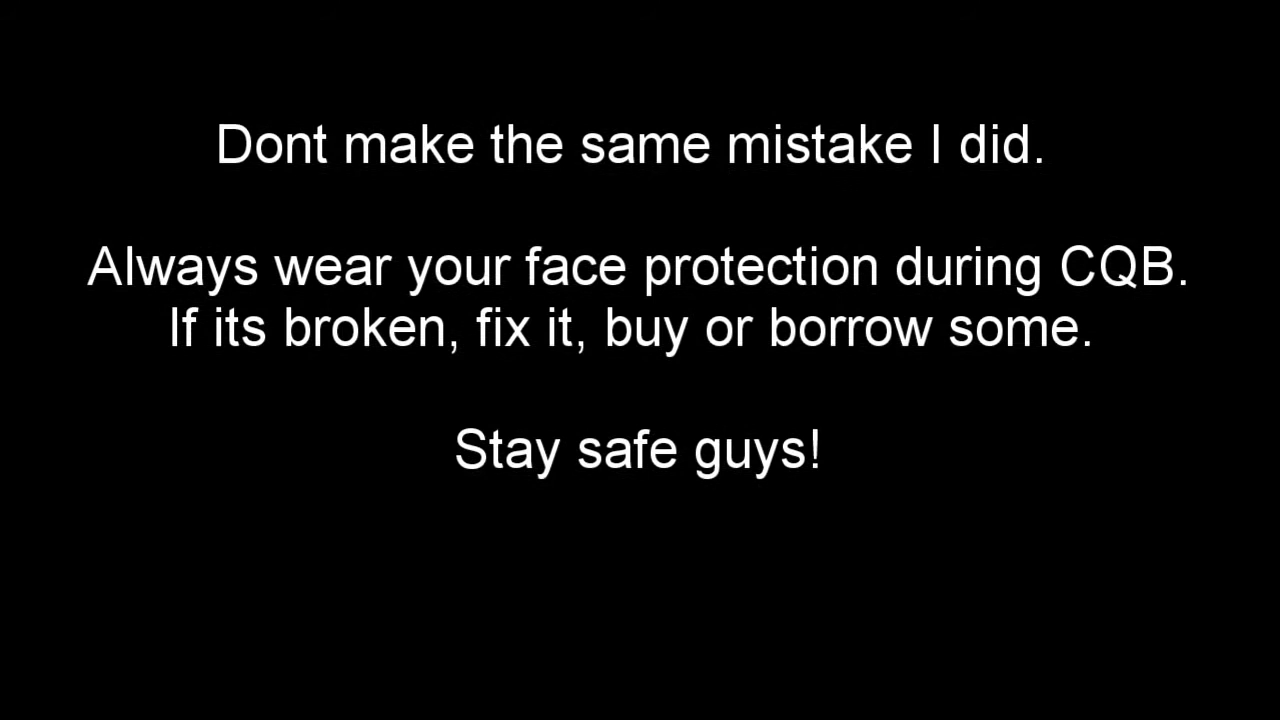 Dont make the same mistake I did.
Always wear your face protection during CQB.
If its broken, fix it, buy or borrow some.
Stay safe guys!